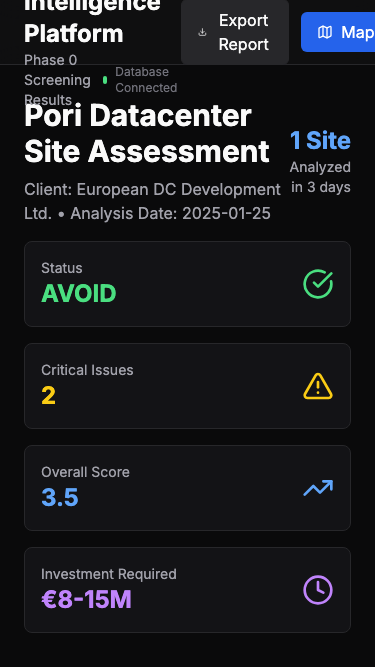 Intelligence
Platform
Export
Report
Map
Phase 0
Screening
Results
Database
Connected
Pori Datacenter
Site Assessment
1 Site
Analyzed
in 3 days
Client: European DC Development
Ltd. • Analysis Date: 2025-01-25
Status
AVOID
Critical Issues
2
Overall Score
3.5
Investment Required
€8-15M